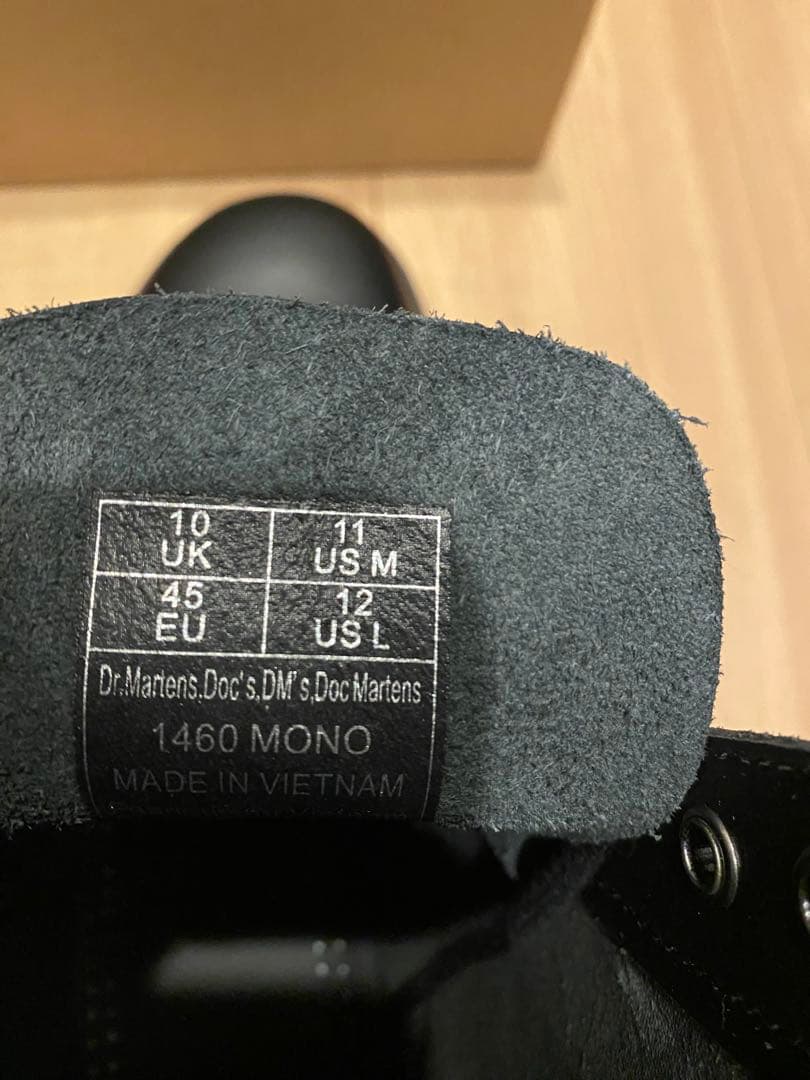 10 11
UK US M
45 12
EU US L
Dr.Martens,Doc's,DM's,Doc Martens
1460 MONO
MADE IN VIETNAM